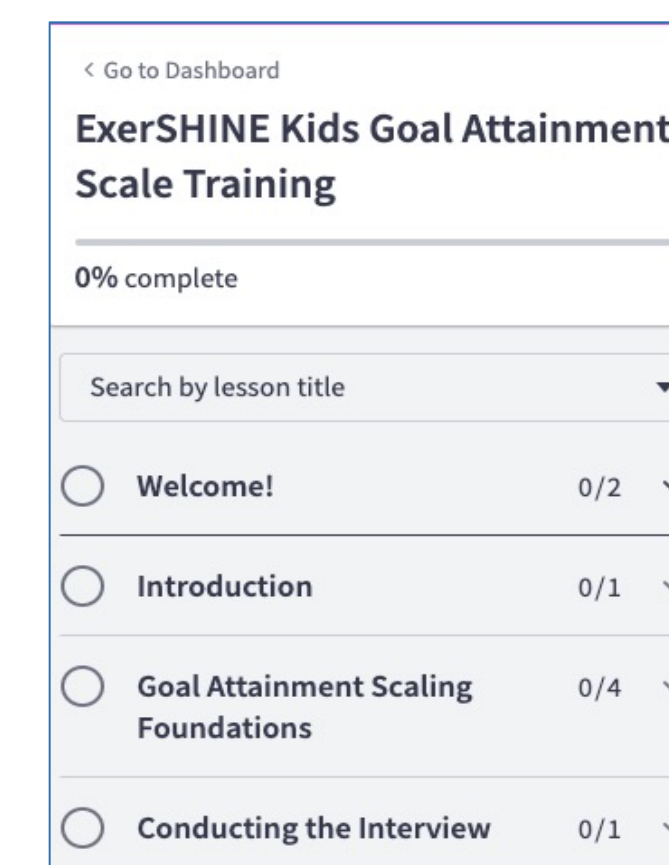 < Go to Dashboard
ExerSHINE Kids Goal Attainment
Scale Training
0% complete
Search by lesson title
Welcome! 0/2
Introduction 0/1
Goal Attainment Scaling 0/4
Foundations
Conducting the Interview 0/1